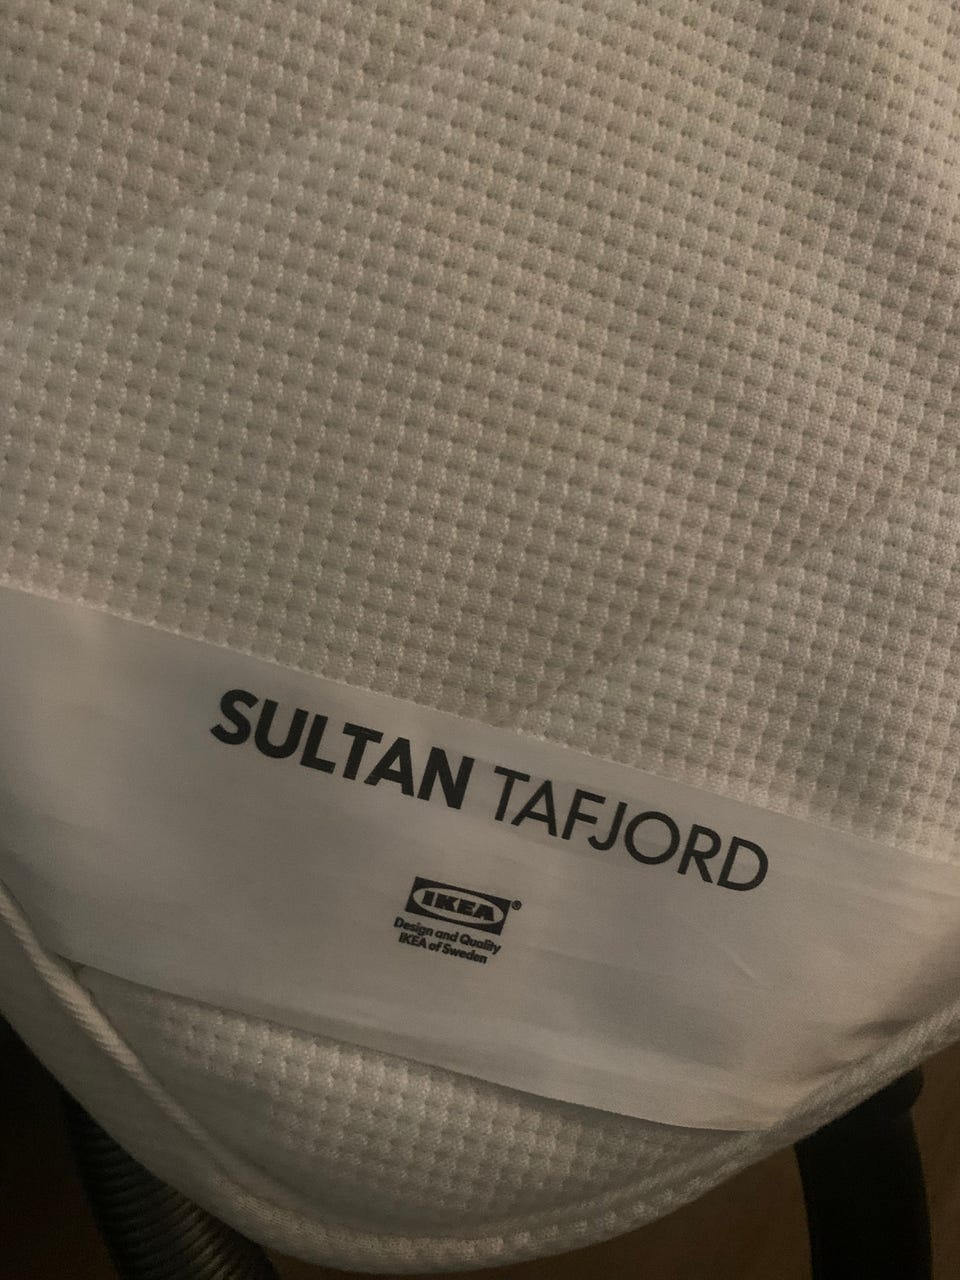 SULTAN TAFJORD
IKEA®
Design and Quality
IKEA of Sweden